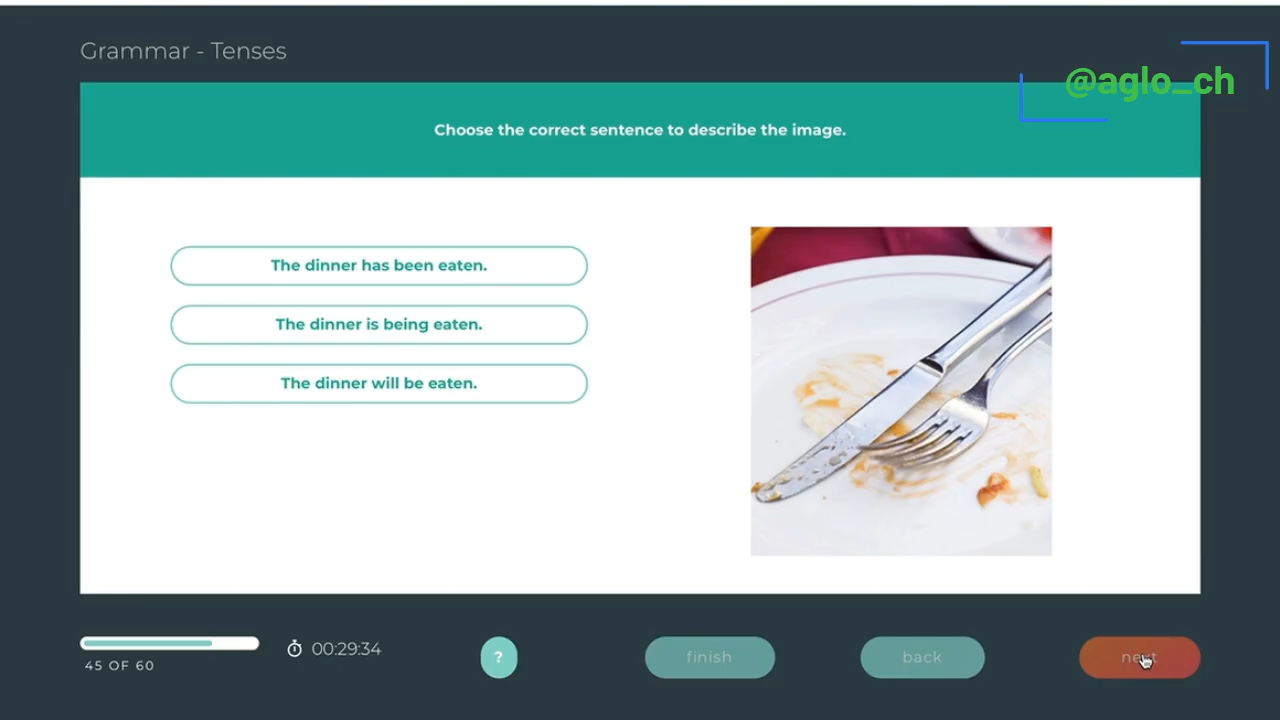 Grammar - Tenses
@aglo_ch
Choose the correct sentence to describe the image.
The dinner has been eaten.
The dinner is being eaten.
The dinner will be eaten.
45 OF 60
00:29:34
?
finish
back
next